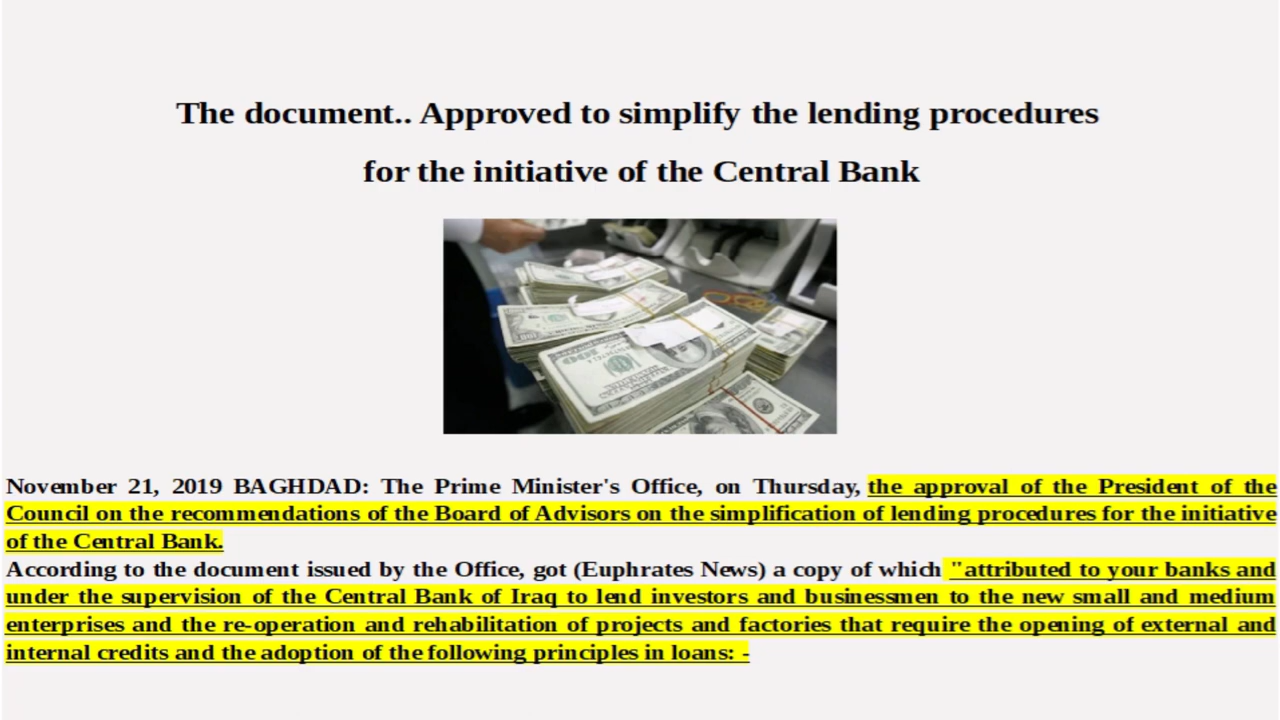 The document.. Approved to simplify the lending procedures
for the initiative of the Central Bank
November 21, 2019 BAGHDAD: The Prime Minister's Office, on Thursday, the approval of the President of the
Council on the recommendations of the Board of Advisors on the simplification of lending procedures for the initiative
of the Central Bank.
According to the document issued by the Office, got (Euphrates News) a copy of which "attributed to your banks and
under the supervision of the Central Bank of Iraq to lend investors and businessmen to the new small and medium
enterprises and the re-operation and rehabilitation of projects and factories that require the opening of external and
internal credits and the adoption of the following principles in loans: -